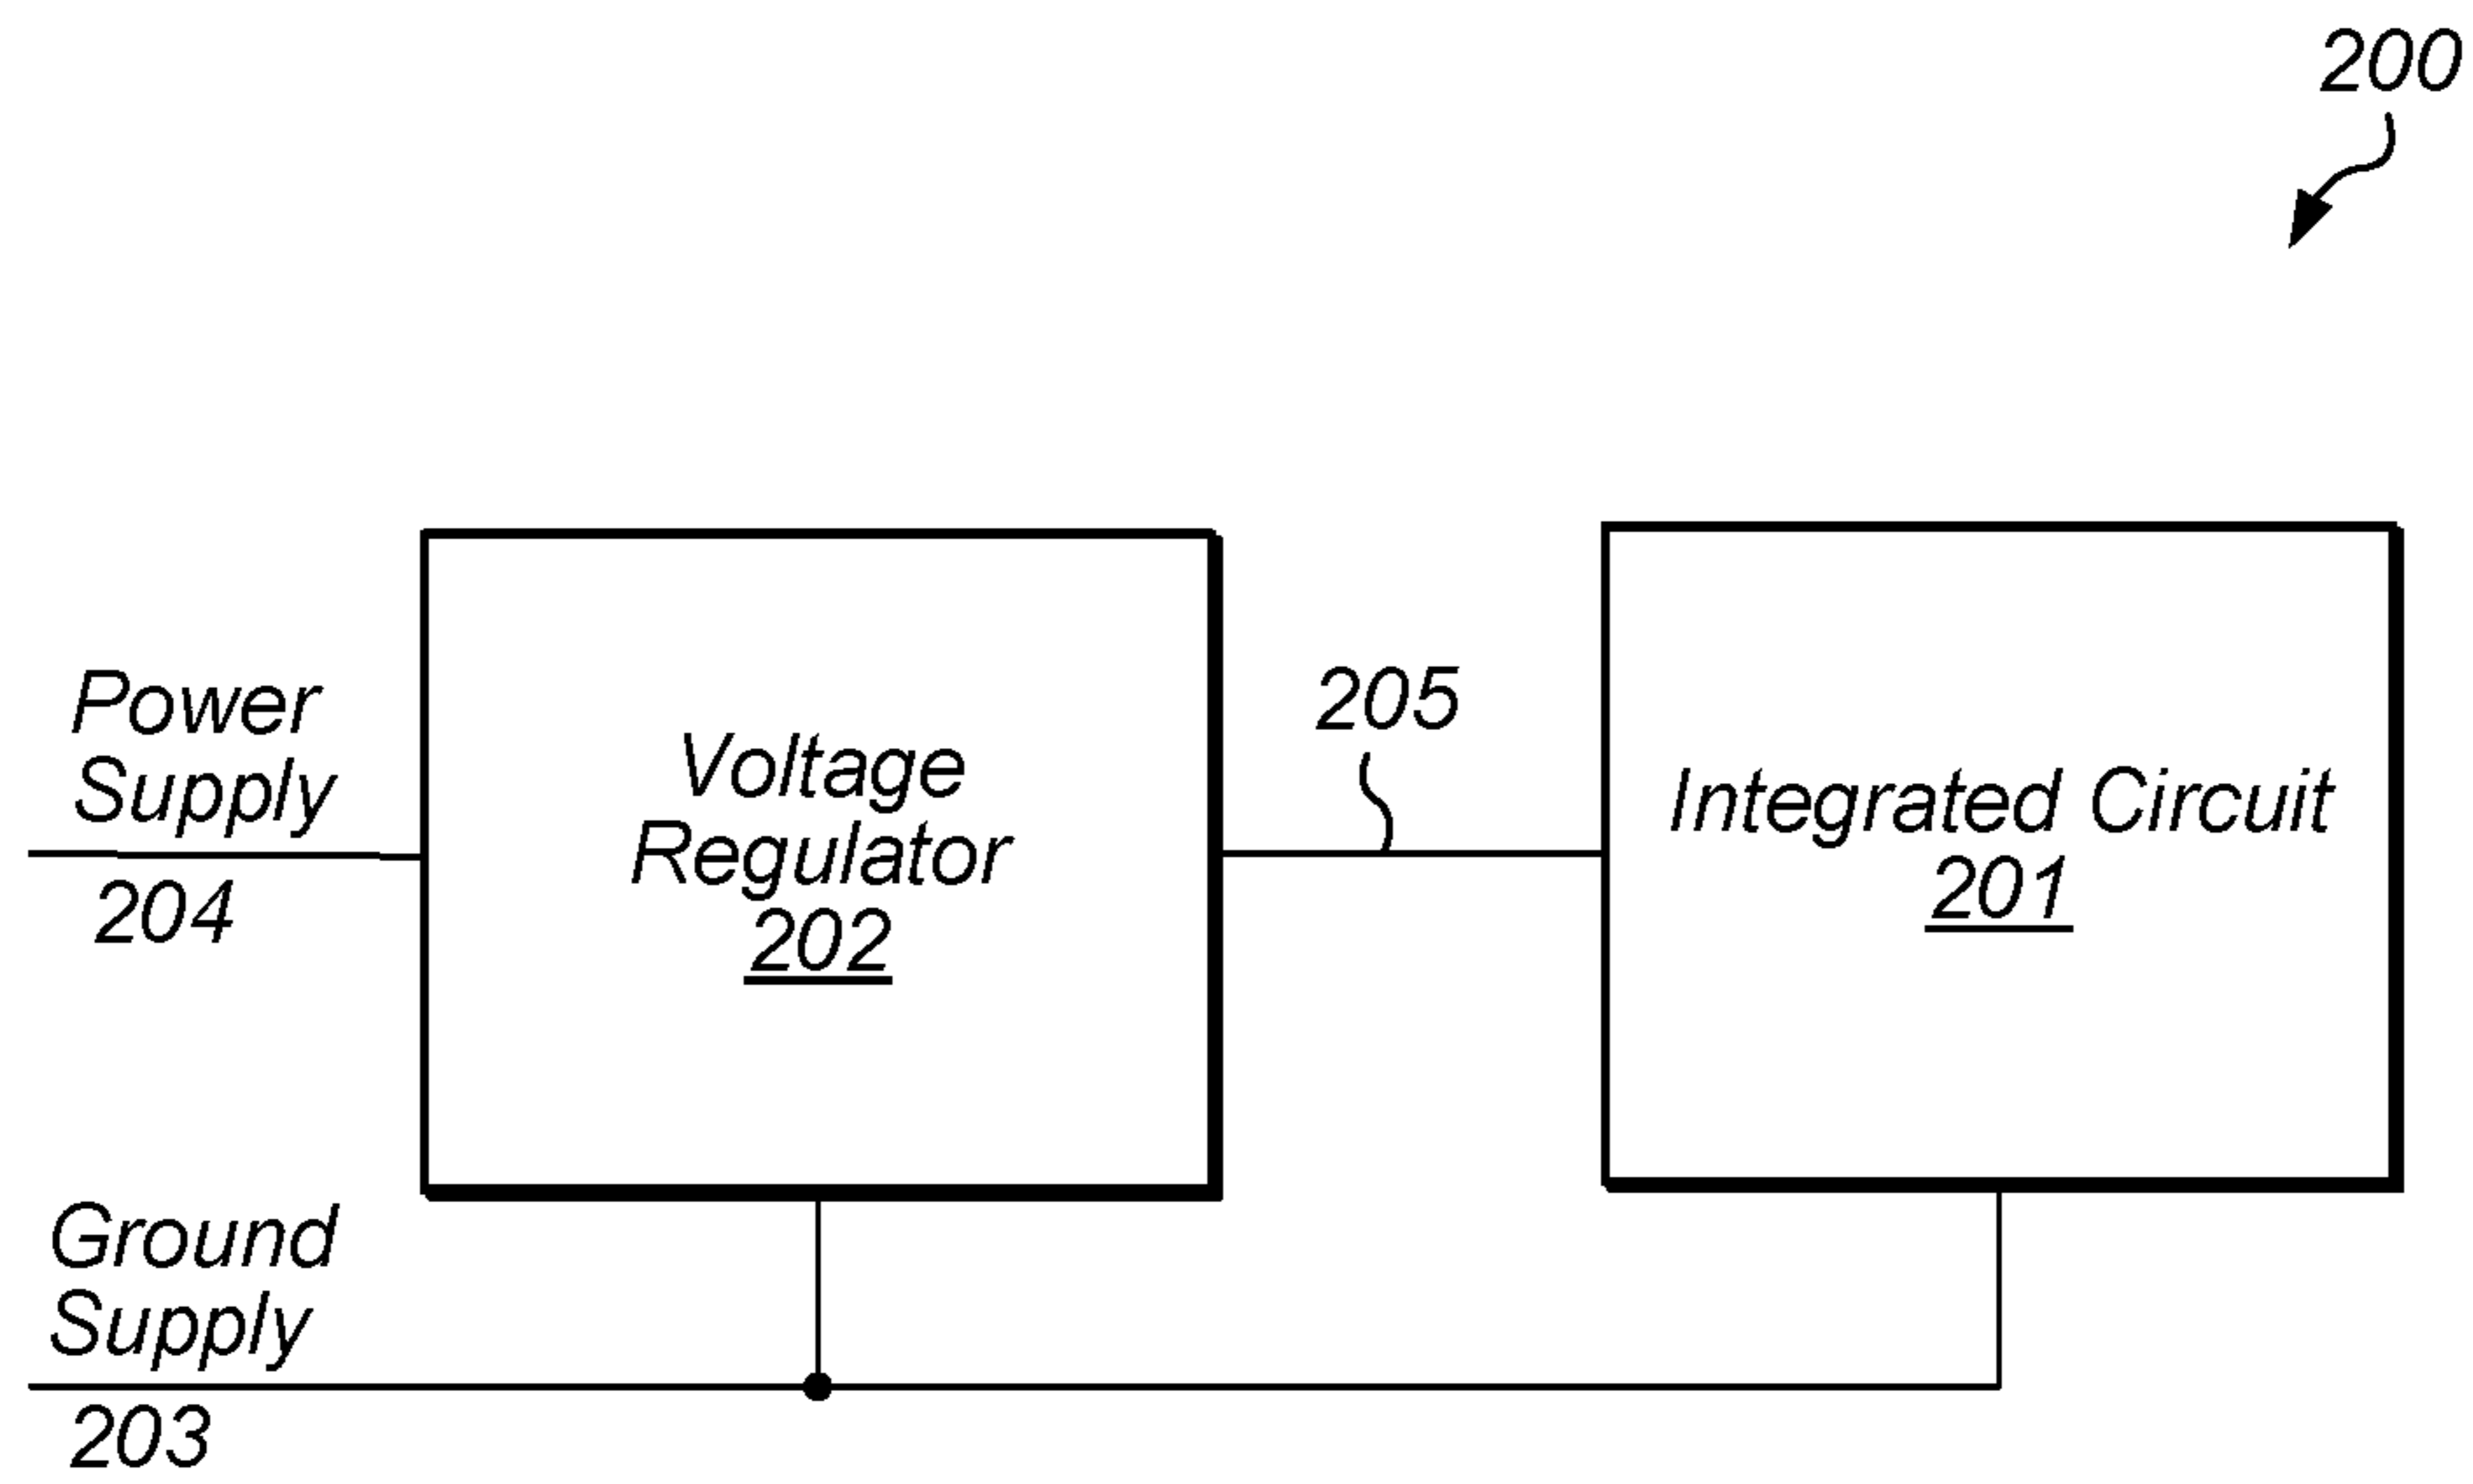 200
Power
Supply
204
Voltage
Regulator
202
205
Integrated Circuit
201
Ground
Supply
203